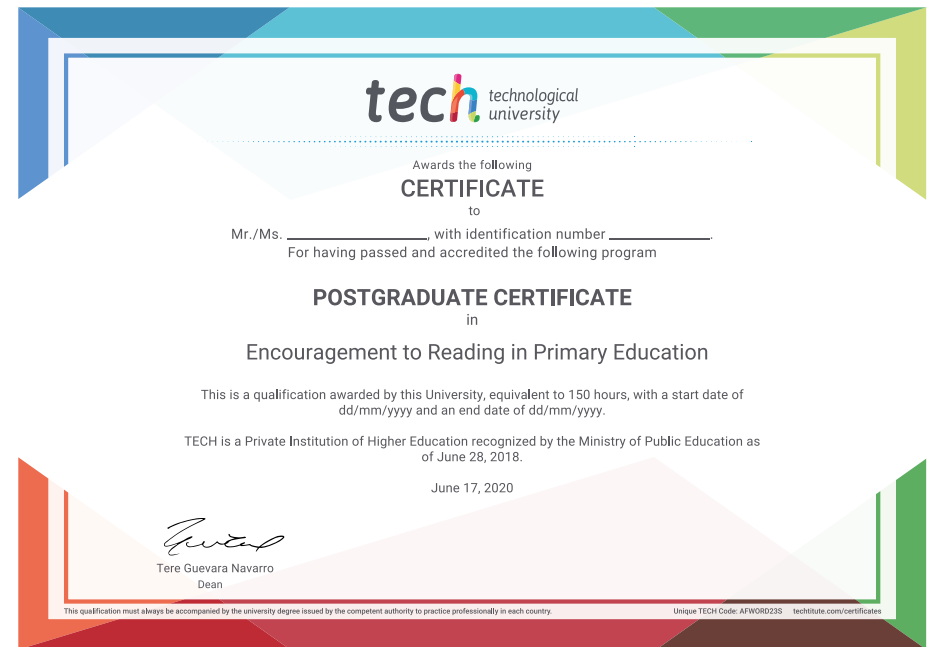 tech technological
university
Awards the following
CERTIFICATE
to
Mr./Ms. ____________________, with identification number ______________.
For having passed and accredited the following program
POSTGRADUATE CERTIFICATE
in
Encouragement to Reading in Primary Education
This is a qualification awarded by this University, equivalent to 150 hours, with a start date of
dd/mm/yyyy and an end date of dd/mm/yyyy.
TECH is a Private Institution of Higher Education recognized by the Ministry of Public Education as
of June 28, 2018.
June 17, 2020
Tere Guevara Navarro
Dean
This qualification must always be accompanied by the university degree issued by the competent authority to practice professionally in each country.
Unique TECH Code: AFWORD23S techtitute.com/certificates